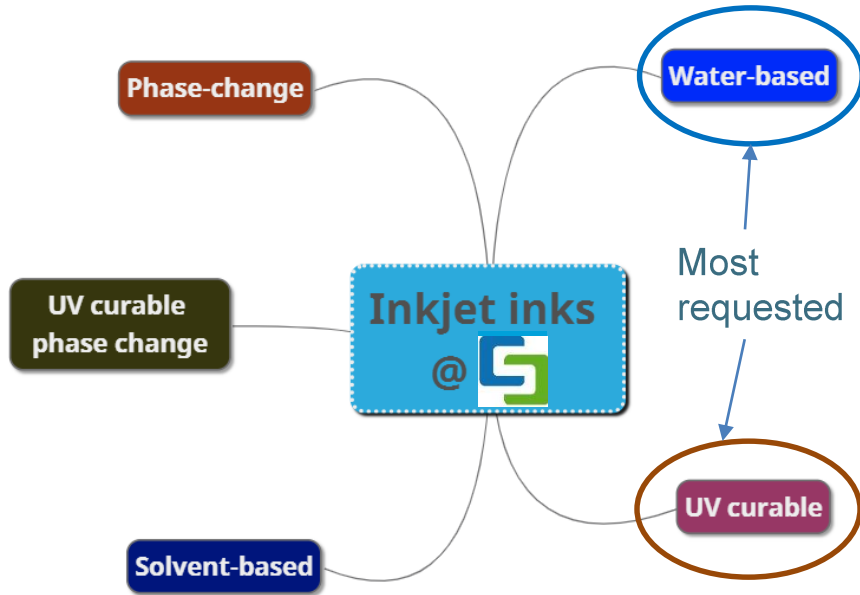 Phase-change
Water-based
UV curable
phase change
Inkjet inks
@
Most
requested
Solvent-based
UV curable